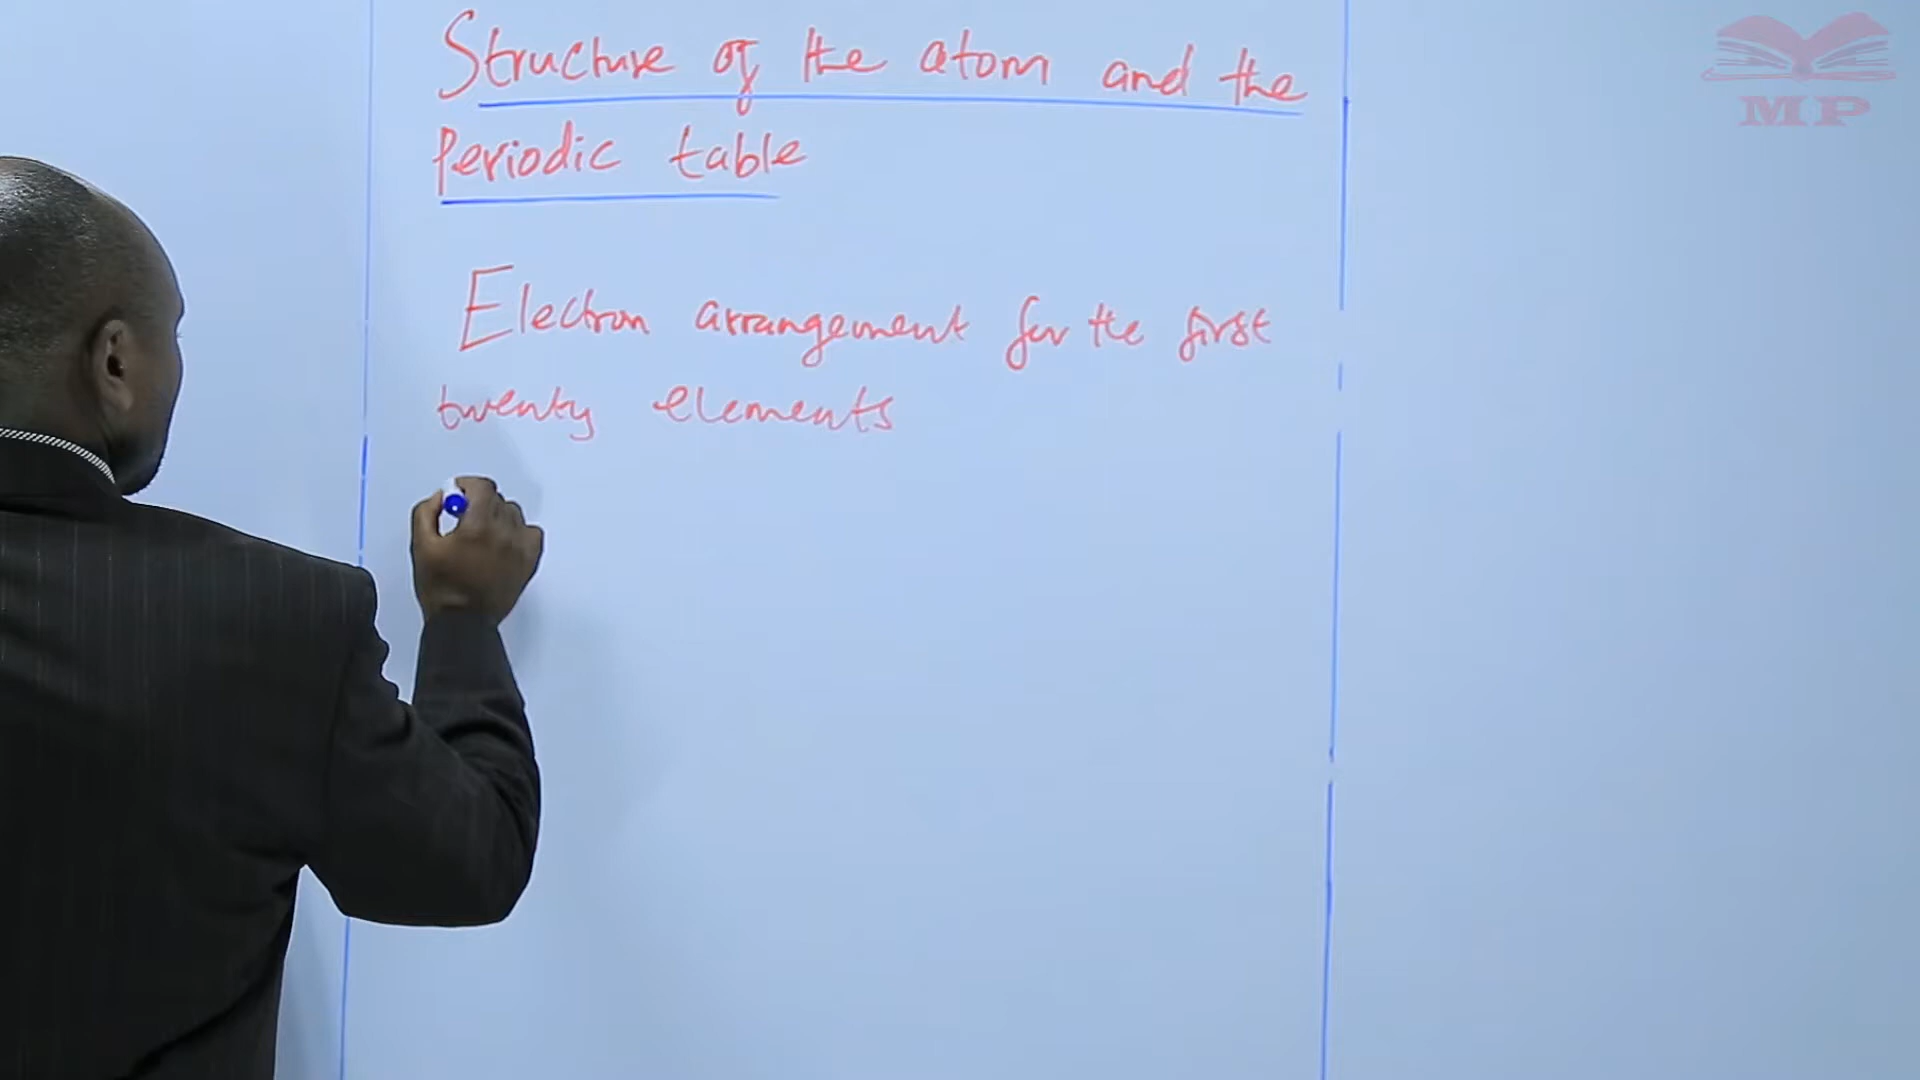 Structure of the atom and the
Periodic table
Electron arrangement for the first
twenty elements
MP